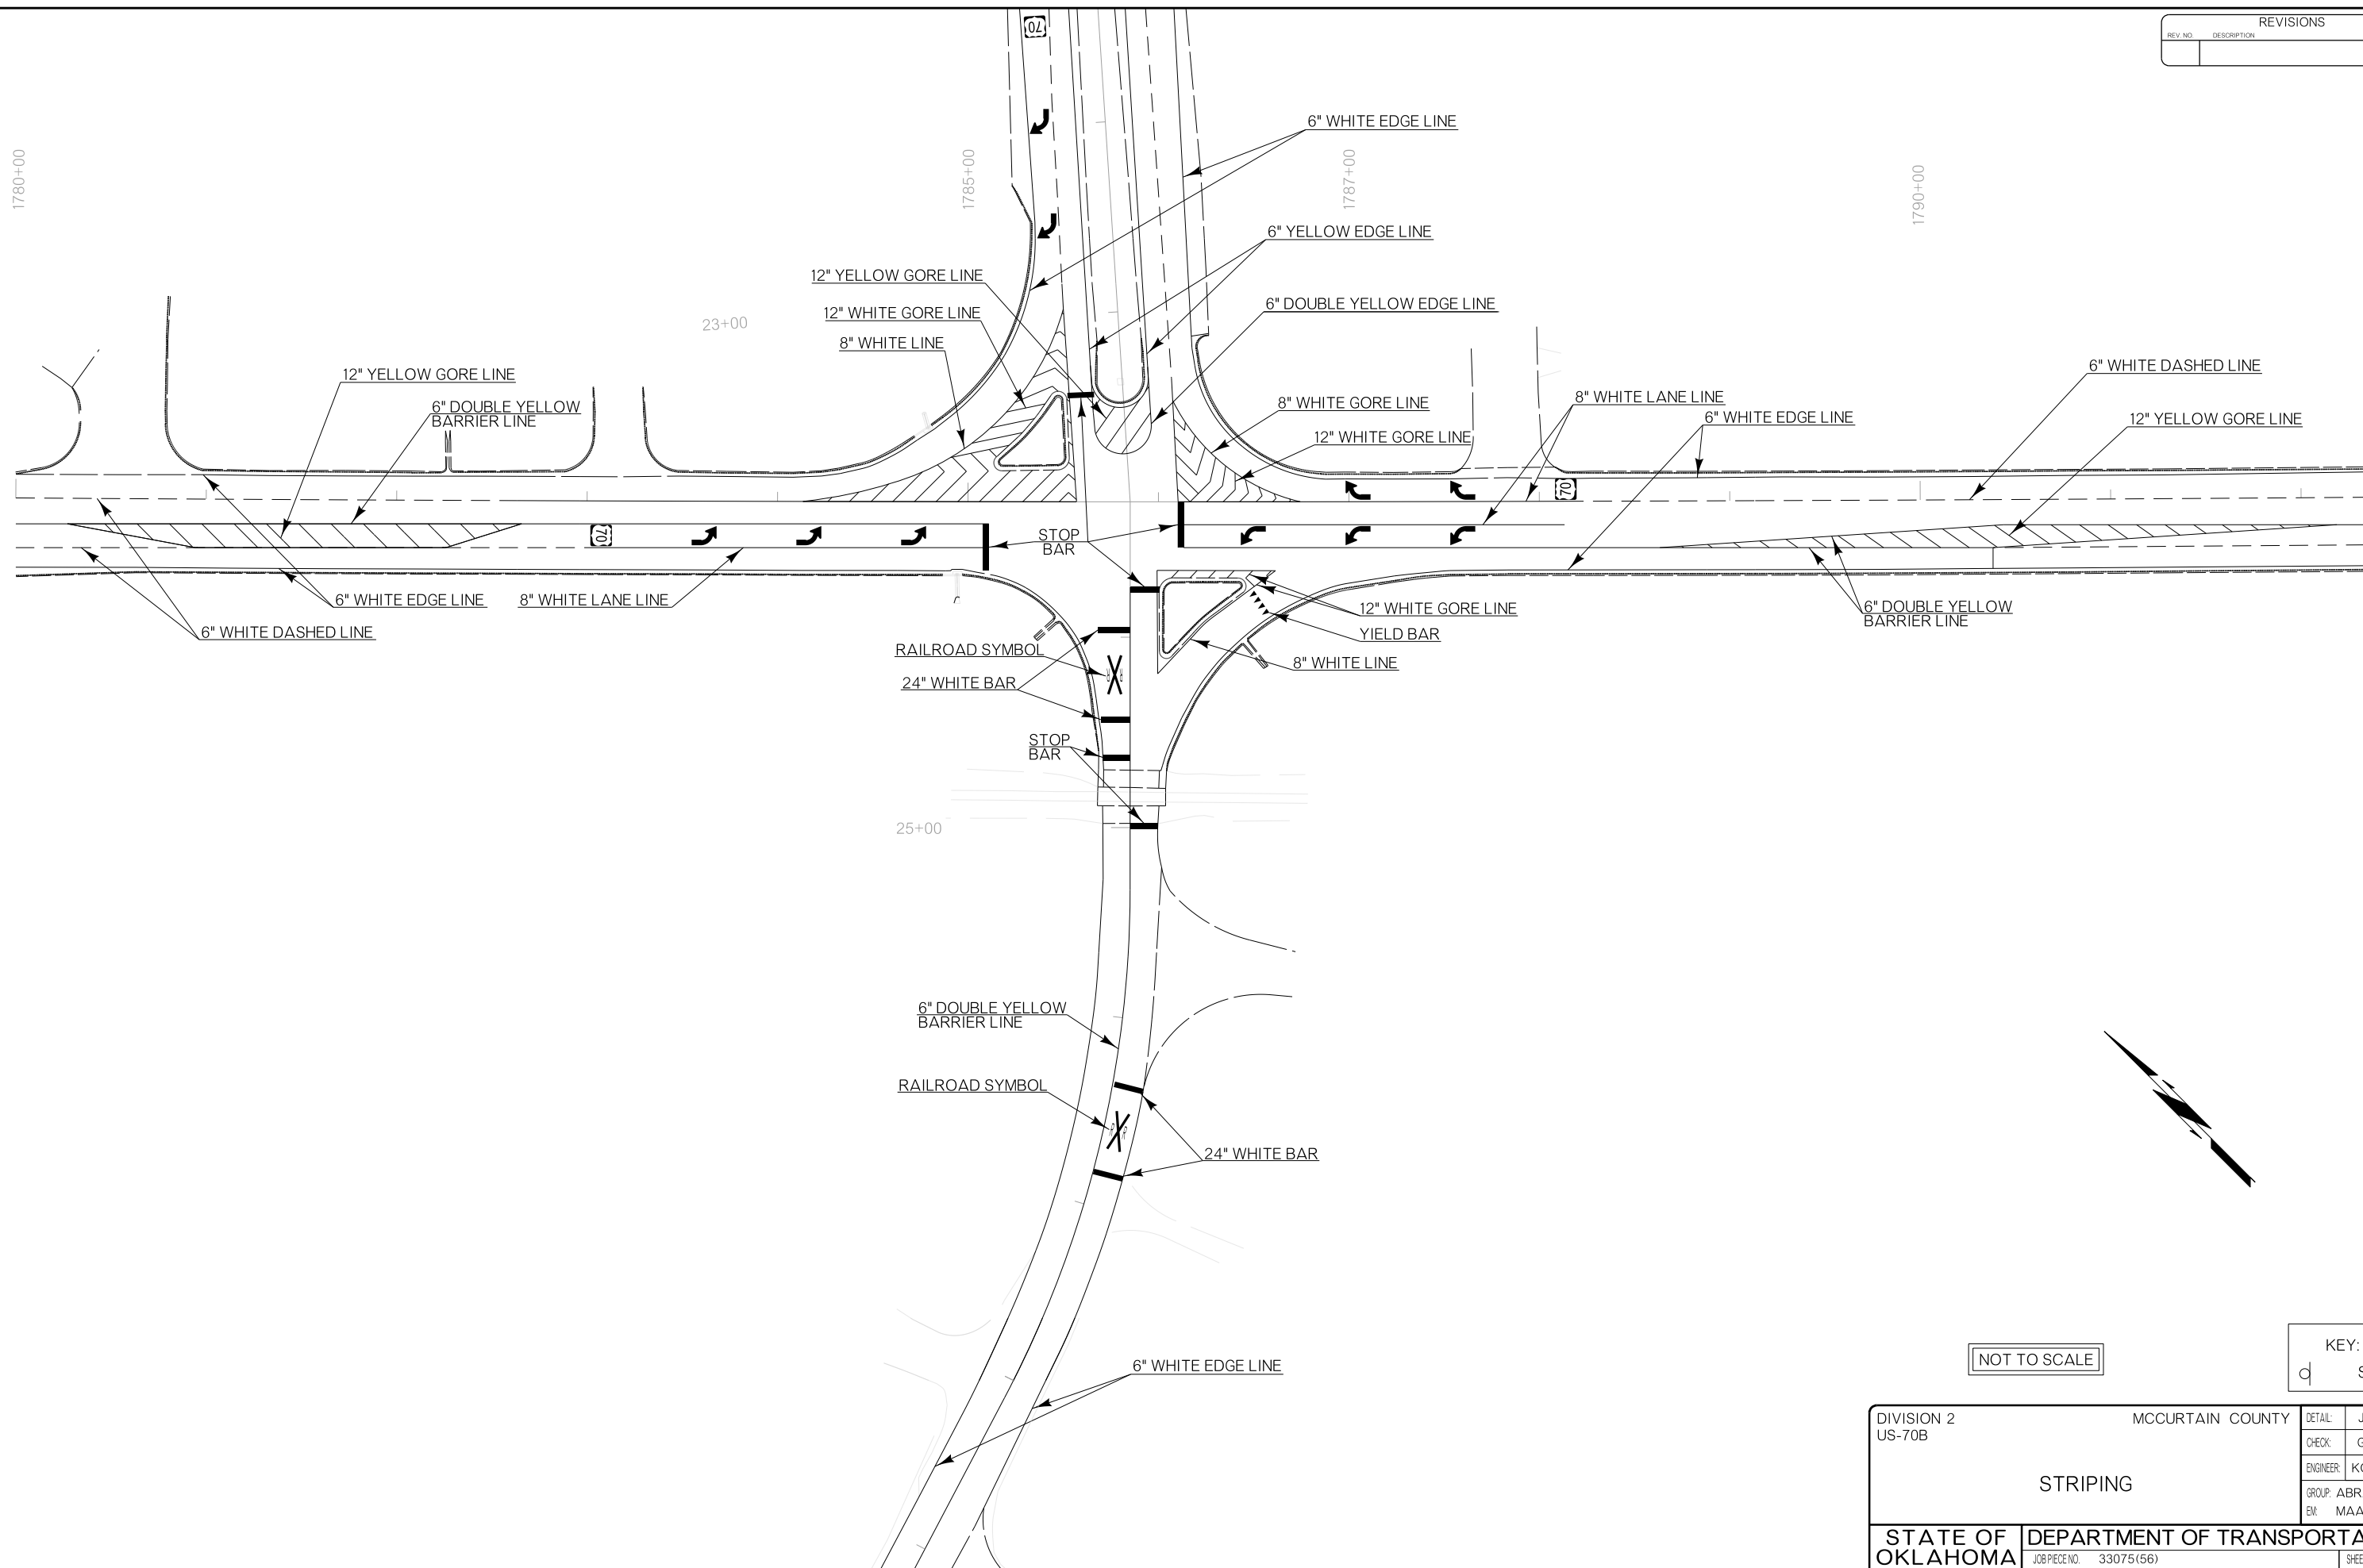 REVISIONS
REV. NO.
DESCRIPTION
70
6" WHITE EDGE LINE
1780+00
1785+00
1787+00
1790+00
6" YELLOW EDGE LINE
12" YELLOW GORE LINE
6" DOUBLE YELLOW EDGE LINE
12" WHITE GORE LINE
23+00
8" WHITE LINE
6" WHITE DASHED LINE
12" YELLOW GORE LINE
8" WHITE LANE LINE
8" WHITE GORE LINE
6" DOUBLE YELLOW
BARRIER LINE
6" WHITE EDGE LINE
12" YELLOW GORE LINE
12" WHITE GORE LINE
70
70
STOP
BAR
6" WHITE EDGE LINE
8" WHITE LANE LINE
12" WHITE GORE LINE
6" DOUBLE YELLOW
BARRIER LINE
6" WHITE DASHED LINE
YIELD BAR
RAILROAD SYMBOL
8" WHITE LINE
24" WHITE BAR
STOP
BAR
25+00
6" DOUBLE YELLOW
BARRIER LINE
RAILROAD SYMBOL
24" WHITE BAR
6" WHITE EDGE LINE
NOT TO SCALE
KEY:
DIVISION 2
MCCURTAIN COUNTY
US-70B
STRIPING
DETAIL:
CHECK:
ENGINEER:
GROUP: ABR
EM: MAA
STATE OF
OKLAHOMA
DEPARTMENT OF
JOB PIECE NO. 33075(56)